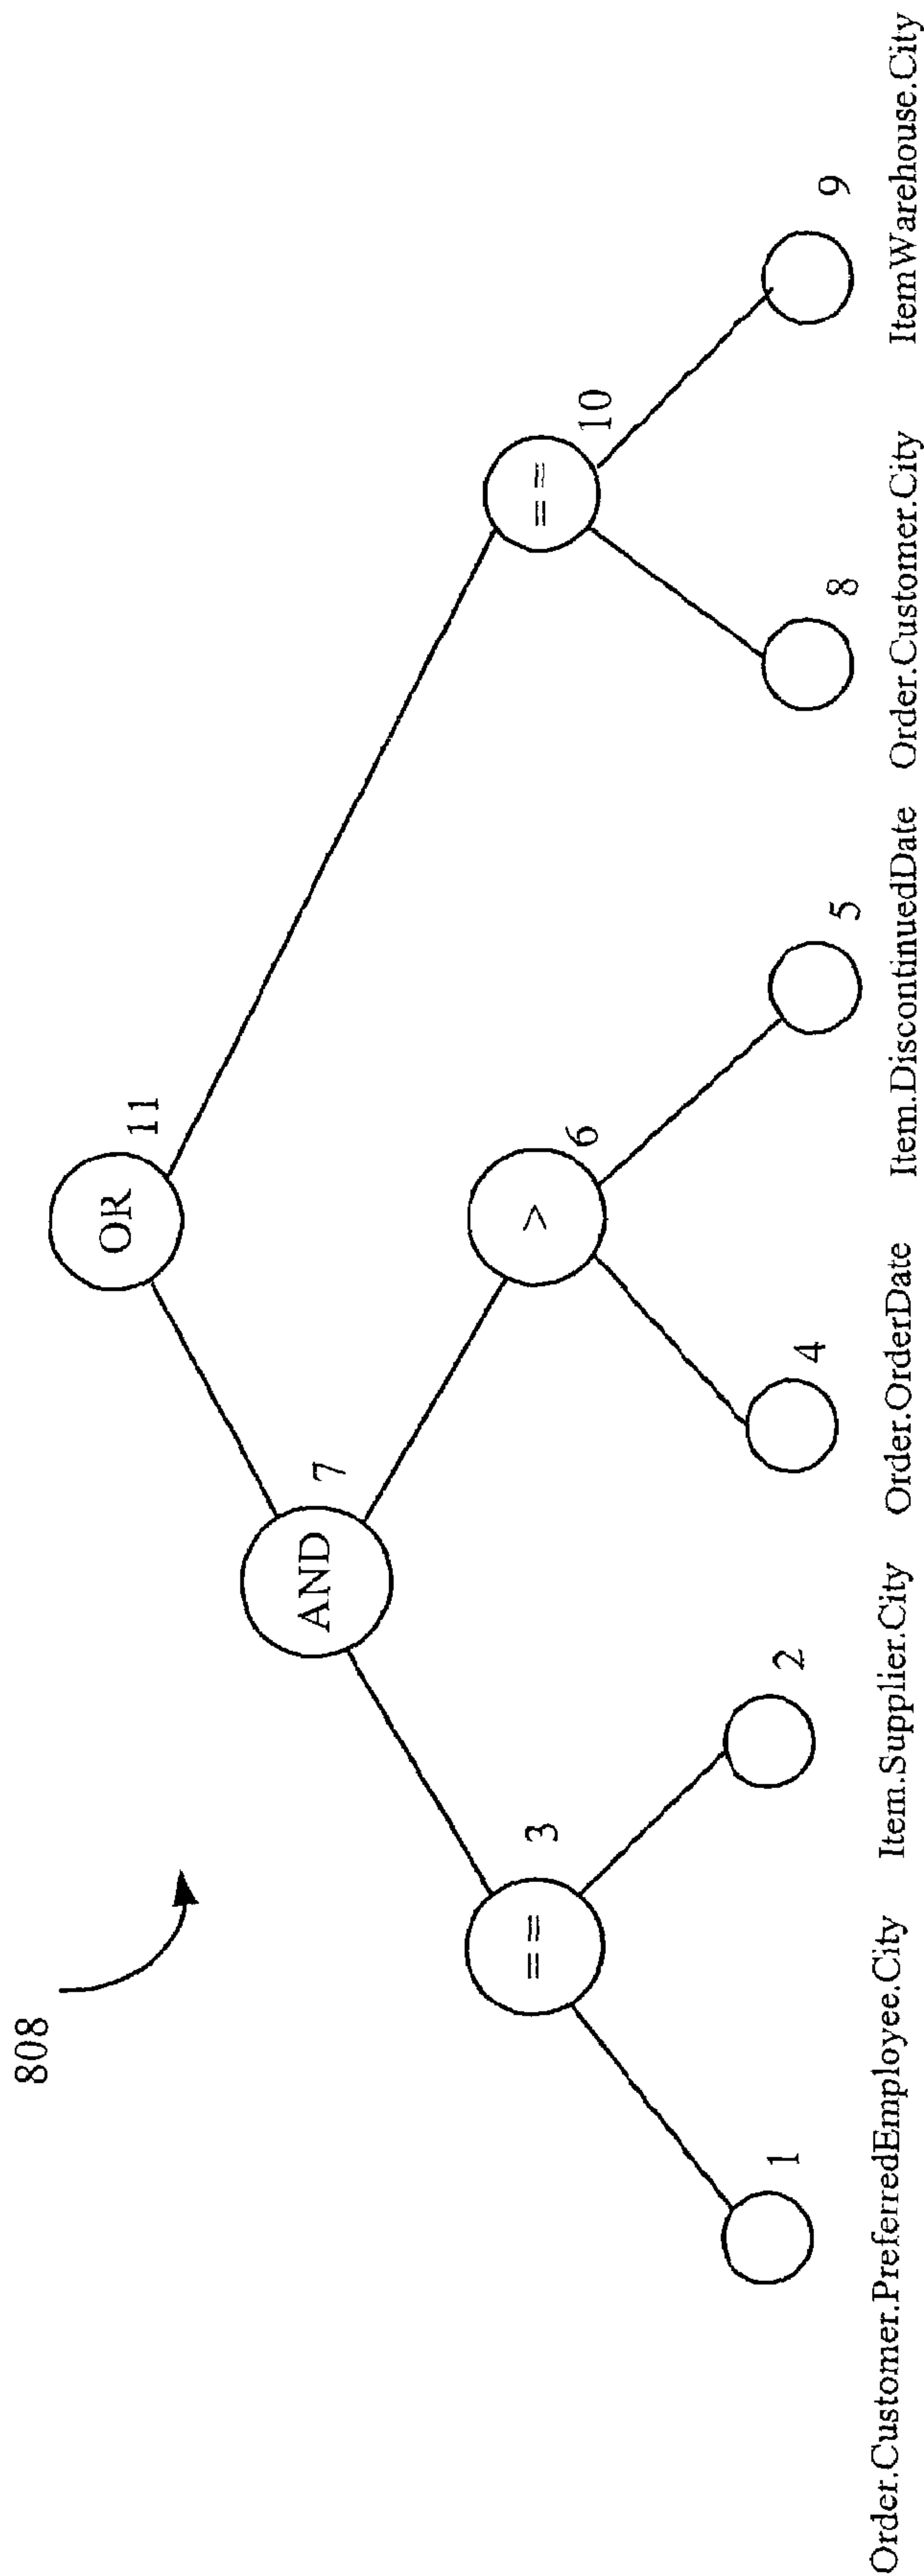 808
OR
11
AND
7
==
3
>
6
==
10
1
2
4
5
8
9
Order.Customer.PreferredEmployee.City
Item.Supplier.City
Order.OrderDate
Item.DiscontinuedDate
Order.Customer.City
ItemWarehouse.City